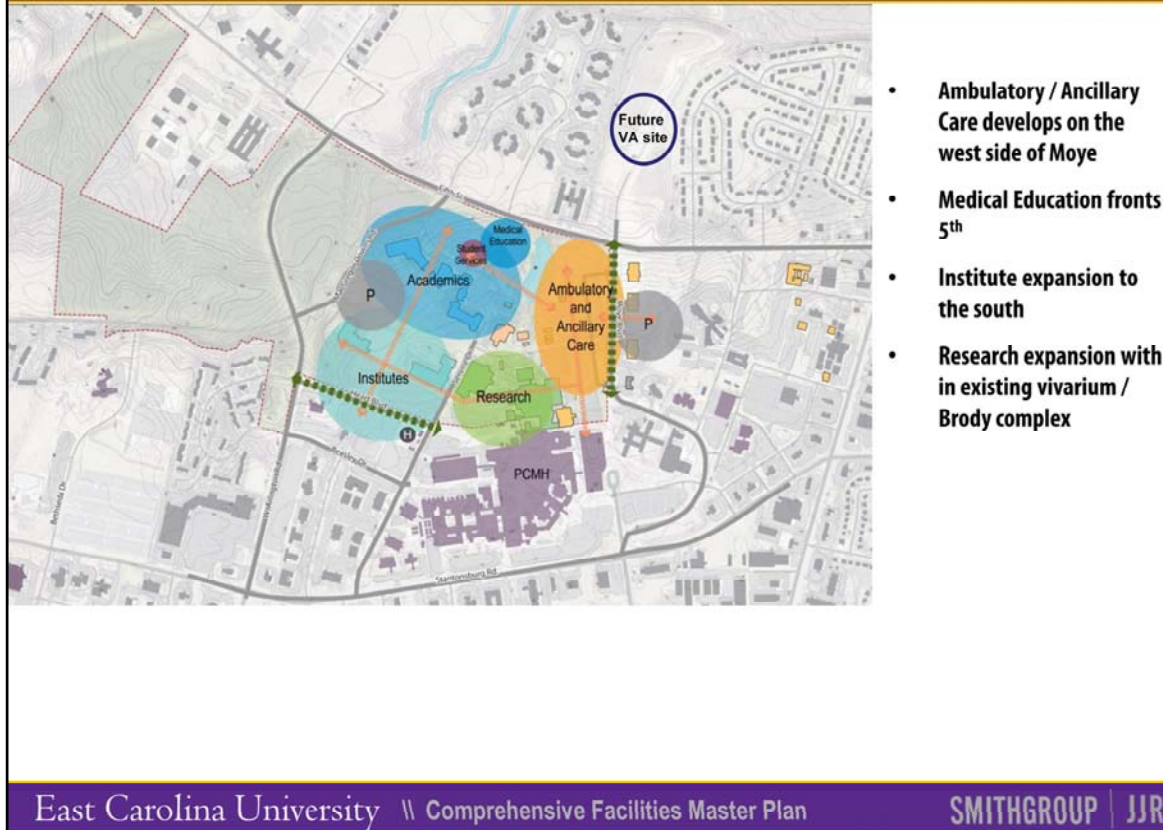 Future
VA site
Medical
Education
Student
Services
Academics
P
Ambulatory
and
Ancillary
Care
P
Institutes
Research
Heart Blvd
H
PCMH
Stantonsburg Rd
• Ambulatory / Ancillary
Care develops on the
west side of Moye
• Medical Education fronts
5th
• Institute expansion to
the south
• Research expansion with
in existing vivarium /
Brody complex
East Carolina University \\ Comprehensive Facilities Master Plan
SMITHGROUP | JJR